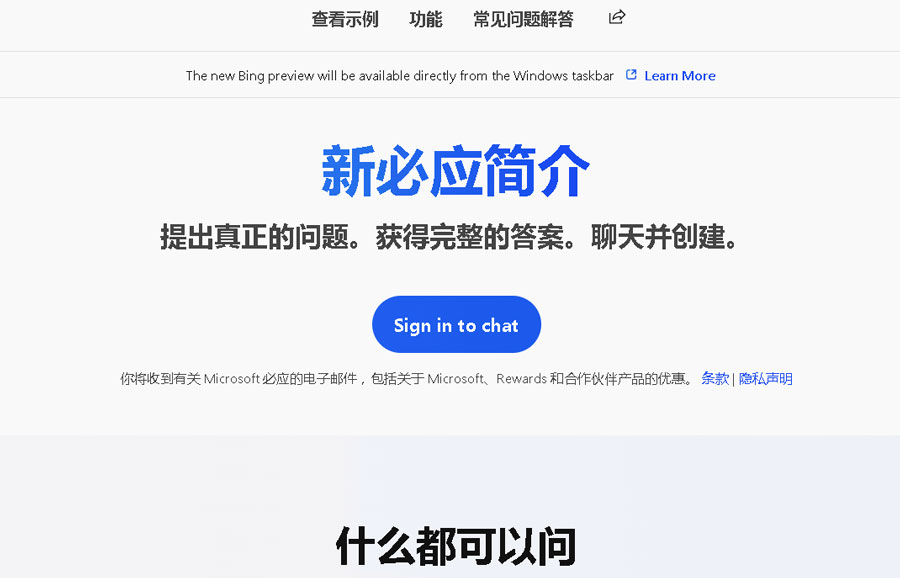 查看示例 功能 常见问题解答
The new Bing preview will be available directly from the Windows taskbar Learn More
新必应简介
提出真正的问题。获得完整的答案。聊天并创建。
Sign in to chat
你将收到有关 Microsoft 必应的电子邮件，包括关于 Microsoft、Rewards 和合作伙伴产品的优惠。 条款 | 隐私声明
什么都可以问